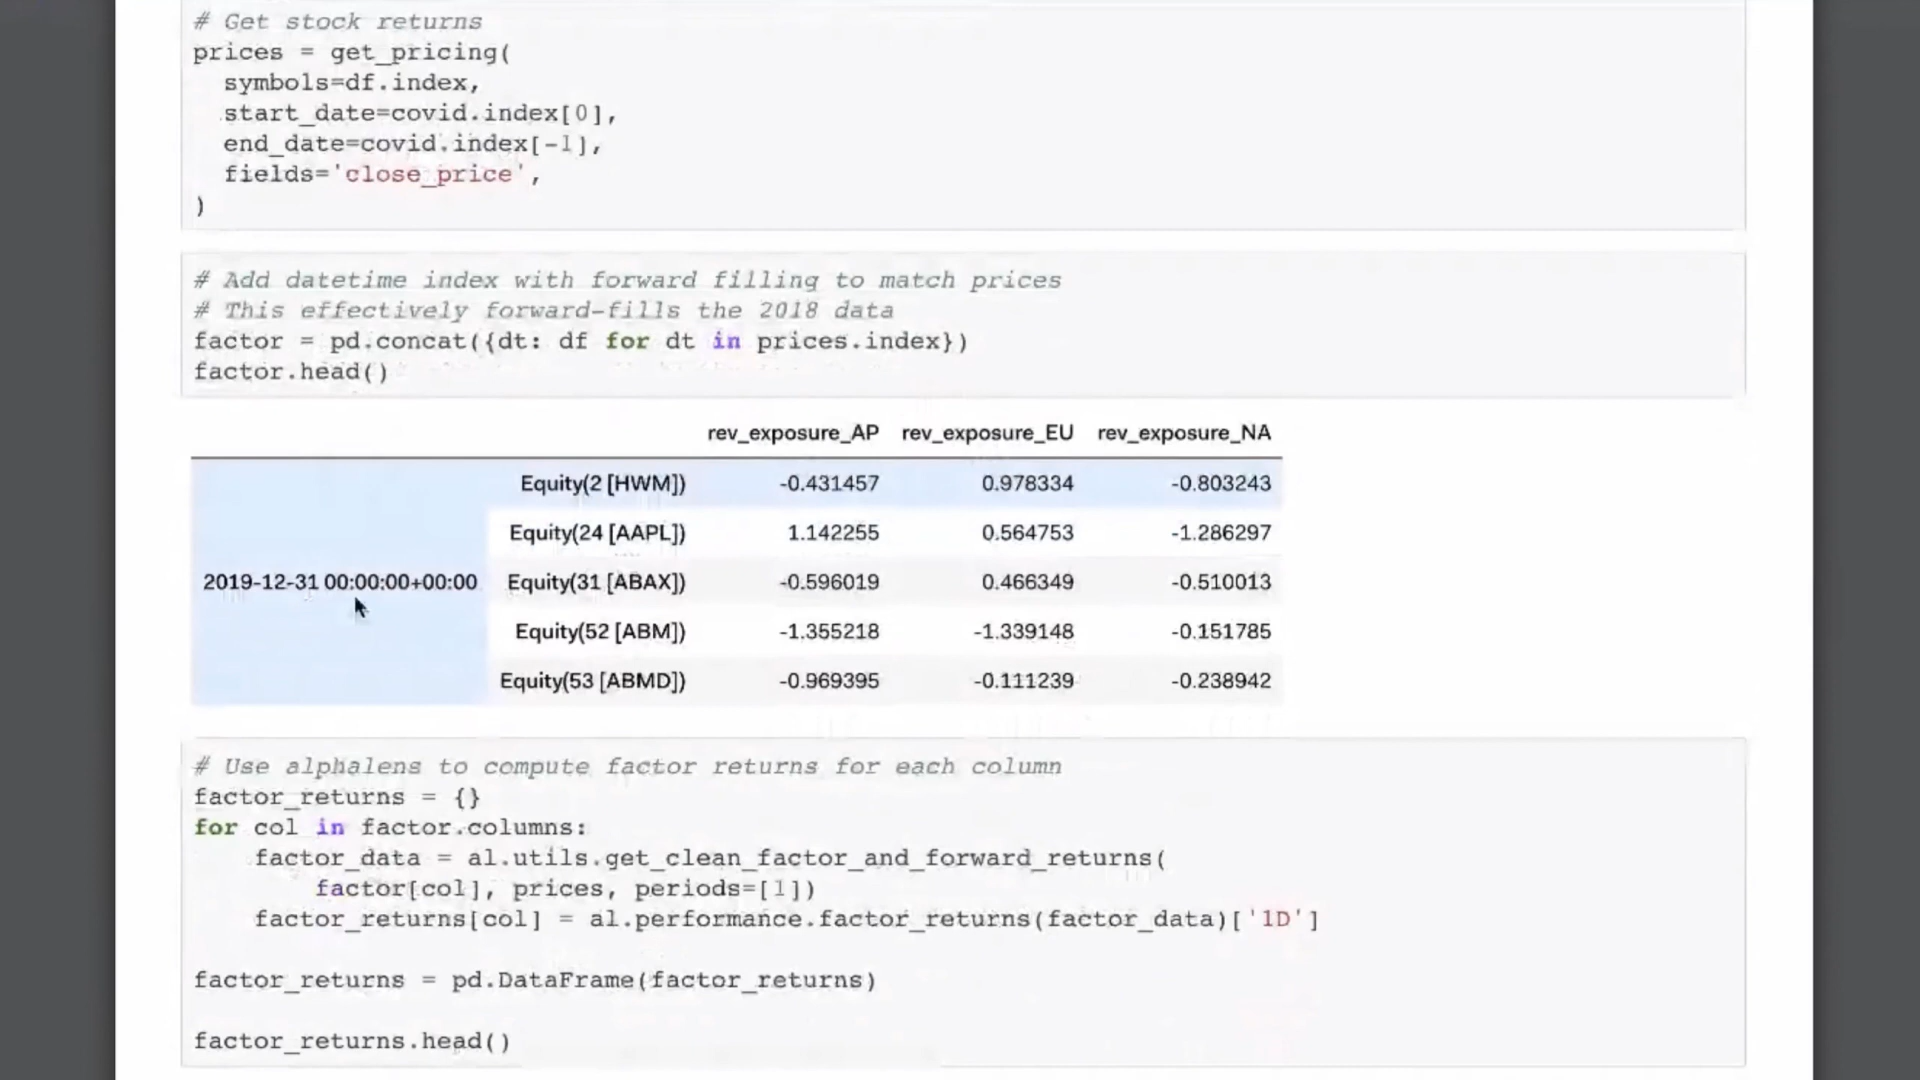 # Get stock returns
prices = get_pricing(
symbols=df.index,
start_date=covid.index[0],
end_date=covid.index[-1],
fields='close_price',
)
# Add datetime index with forward filling to match prices
# This effectively forward-fills the 2018 data
factor = pd.concat({dt: df for dt in prices.index})
factor.head()
rev_exposure_AP rev_exposure_EU rev_exposure_NA
Equity(2 [HWM]) -0.431457 0.978334 -0.803243
Equity(24 [AAPL]) 1.142255 0.564753 -1.286297
2019-12-31 00:00:00+00:00 Equity(31 [ABAX]) -0.596019 0.466349 -0.510013
Equity(52 [ABM]) -1.355218 -1.339148 -0.151785
Equity(53 [ABMD]) -0.969395 -0.111239 -0.238942
# Use alphalens to compute factor returns for each column
factor_returns = {}
for col in factor.columns:
factor_data = al.utils.get_clean_factor_and_forward_returns(
factor[col], prices, periods=[1])
factor_returns[col] = al.performance.factor_returns(factor_data)['1D']
factor_returns = pd.DataFrame(factor_returns)
factor_returns.head()